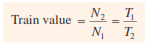 Train value = N₂/N₁ = T₁/T₂